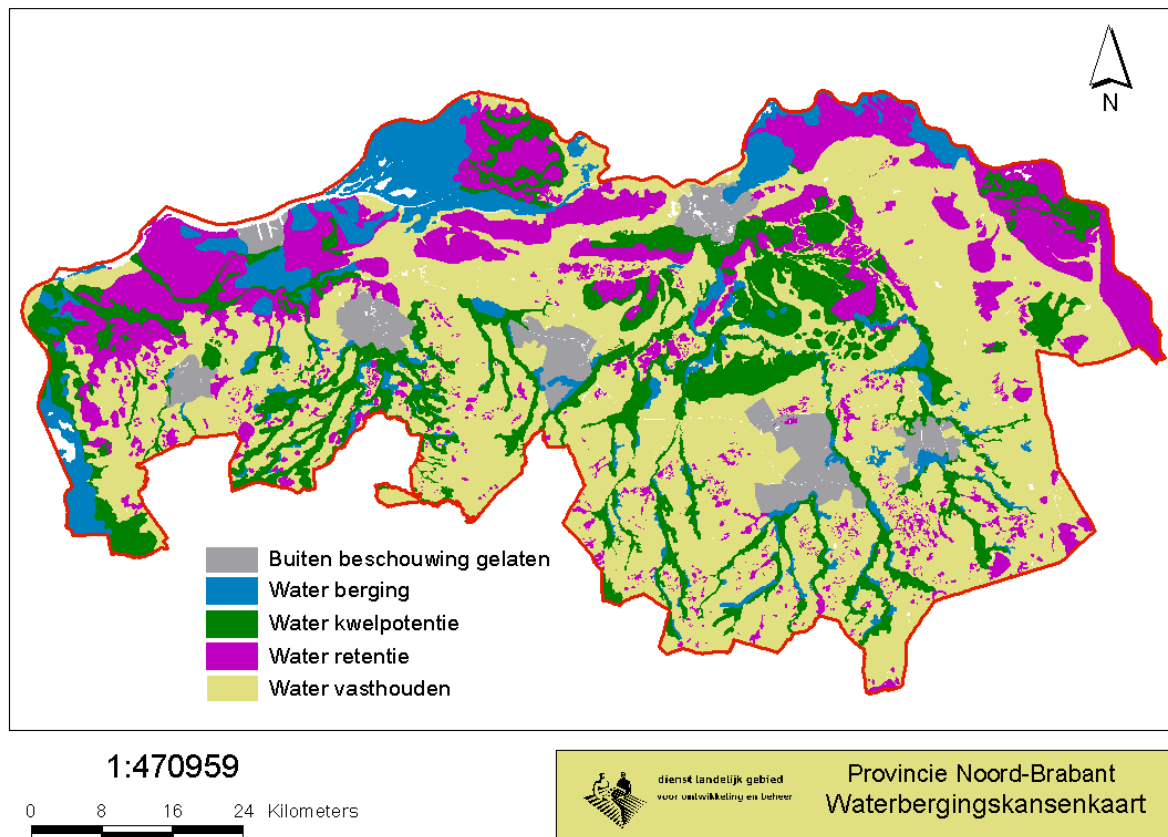 N
Buiten beschouwing gelaten
Water berging
Water kwelpotentie
Water retentie
Water vasthouden
1:470959
0 8 16 24 Kilometers
dienst landelijk gebied
voor ontwikkeling en beheer
Provincie Noord-Brabant
Waterbergingskansenkaart